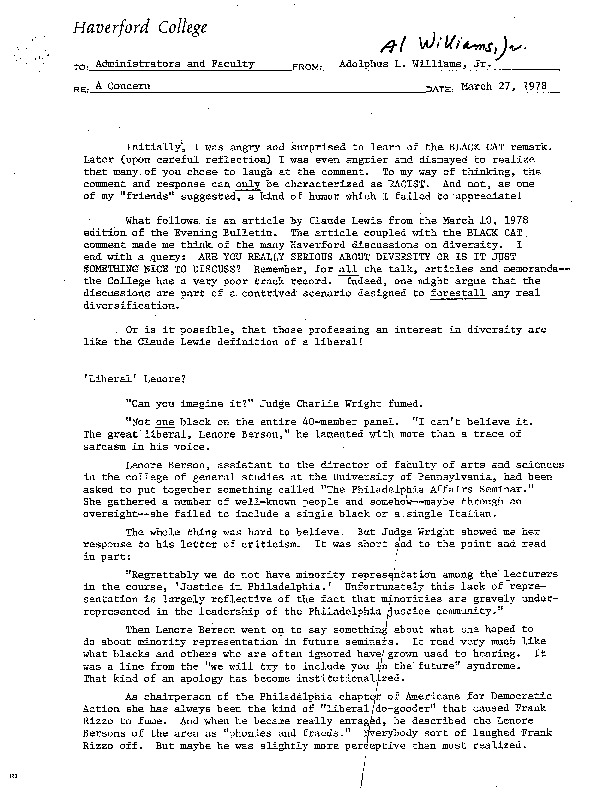 Haverford College
Al Williams, Jr.
TO: Administrators and Faculty FROM: Adolphus L. Williams, Jr.
RE: A Concern DATE: March 27, 1978
Initially, I was angry and surprised to learn of the BLACK CAT remark.
Later (upon careful reflection) I was even angrier and dismayed to realize
that many of you chose to laugh at the comment. To my way of thinking, the
comment and response can only be characterized as RACIST. And not, as one
of my "friends" suggested, a kind of humor which I failed to appreciate!
What follows is an article by Claude Lewis from the March 10, 1978
edition of the Evening Bulletin. The article coupled with the BLACK CAT
comment made me think of the many Haverford discussions on diversity. I
end with a query: ARE YOU REALLY SERIOUS ABOUT DIVERSITY OR IS IT JUST
SOMETHING NICE TO DISCUSS? Remember, for all the talk, articles and memoranda--
the College has a very poor track record. Indeed, one might argue that the
discussions are part of a contrived scenario designed to forestall any real
diversification.
Or is it possible, that those professing an interest in diversity are
like the Claude Lewis definition of a liberal!
'Liberal' Lenore?
"Can you imagine it?" Judge Charlie Wright fumed.
"Not one black on the entire 40-member panel. "I can't believe it.
The great liberal, Lenore Berson," he lamented with more than a trace of
sarcasm in his voice.
Lenore Berson, assistant to the director of faculty of arts and sciences
in the college of general studies at the University of Pennsylvania, had been
asked to put together something called "The Philadelphia Affairs Seminar."
She gathered a number of well-known people and somehow--maybe through an
oversight--she failed to include a single black or a single Italian.
The whole thing was hard to believe. But Judge Wright showed me her
response to his letter of criticism. It was short and to the point and read
in part:
"Regrettably we do not have minority representation among the lecturers
in the course, 'Justice in Philadelphia.' Unfortunately this lack of repre-
sentation is largely reflective of the fact that minorities are gravely under-
represented in the leadership of the Philadelphia justice community."
Then Lenore Berson went on to say something about what she hoped to
do about minority representation in future seminars. It read very much like
what blacks and others who are often ignored have grown used to hearing. It
was a line from the "we will try to include you in the future" syndrome.
That kind of an apology has become institutionalized.
As chairperson of the Philadelphia chapter of Americans for Democratic
Action she has always been the kind of "liberal do-gooder" that caused Frank
Rizzo to fume. And when he became really enraged, he described the Lenore
Bersons of the area as "phonies and frauds." Everybody sort of laughed Frank
Rizzo off. But maybe he was slightly more perceptive than most realized.